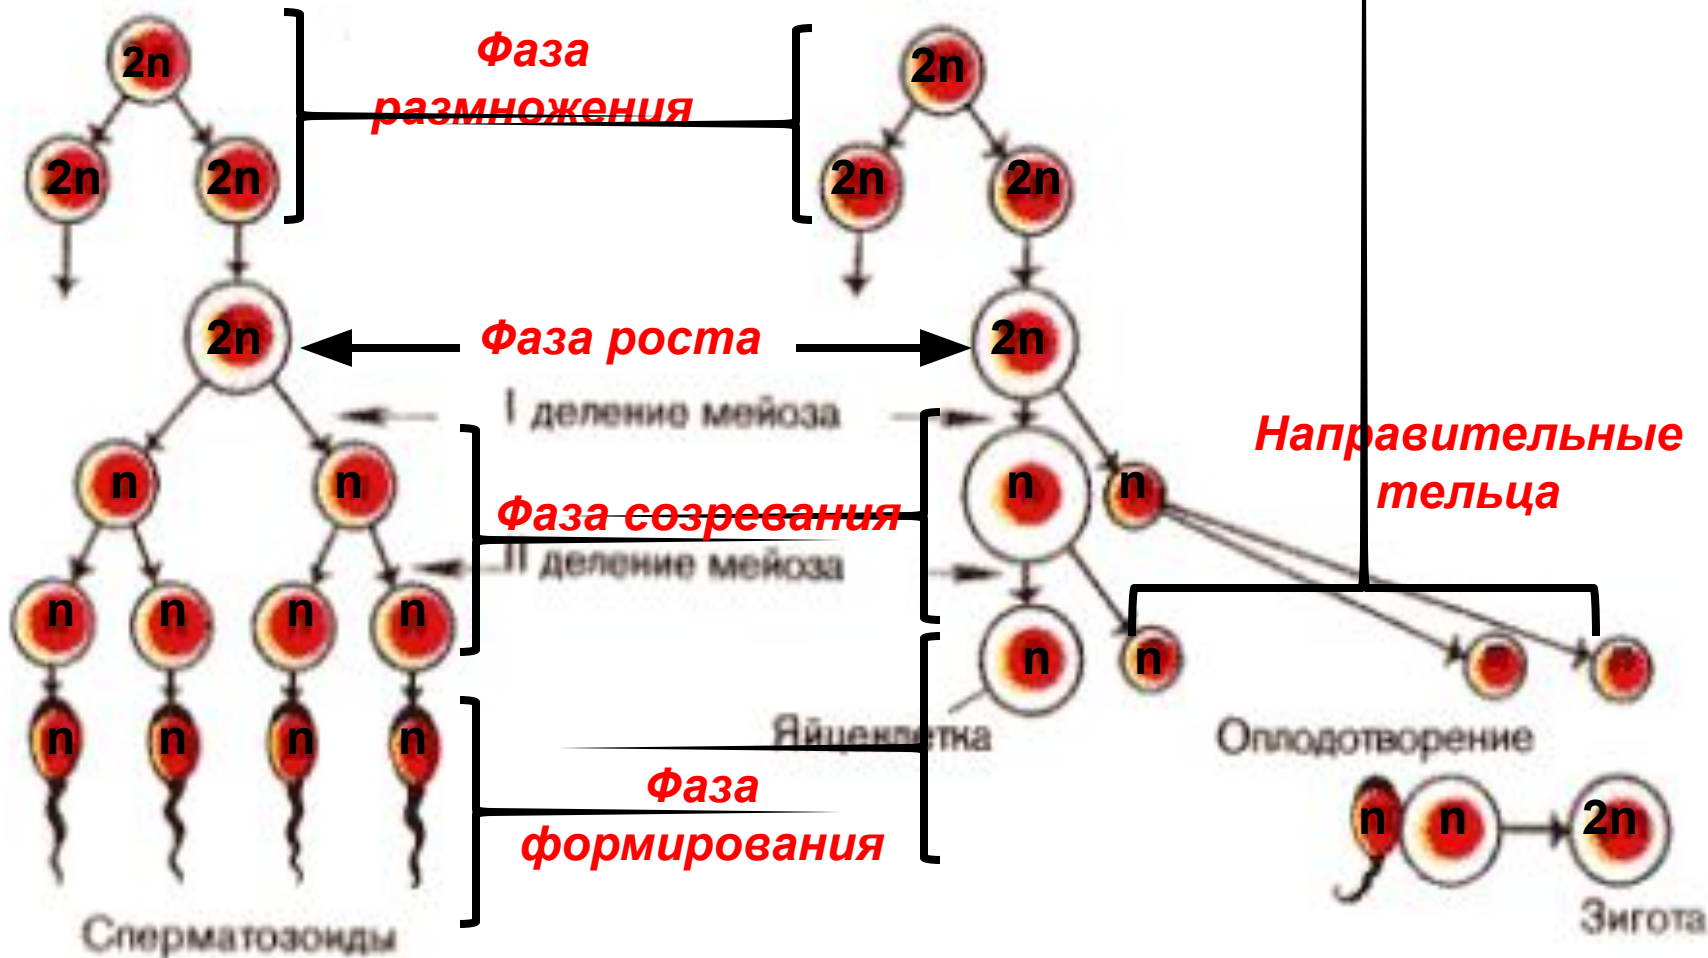 2n
2n
Фаза
размножения
2n
2n
2n
2n
2n
Фаза роста
2n
I деление мейоза
Направительные
тельца
n
n
n
n
Фаза созревания
II деление мейоза
n
n
n
n
n
n
Яйцеклетка
Оплодотворение
n
n
n
n
Фаза
формирования
n
n
2n
Сперматозоиды
Зигота